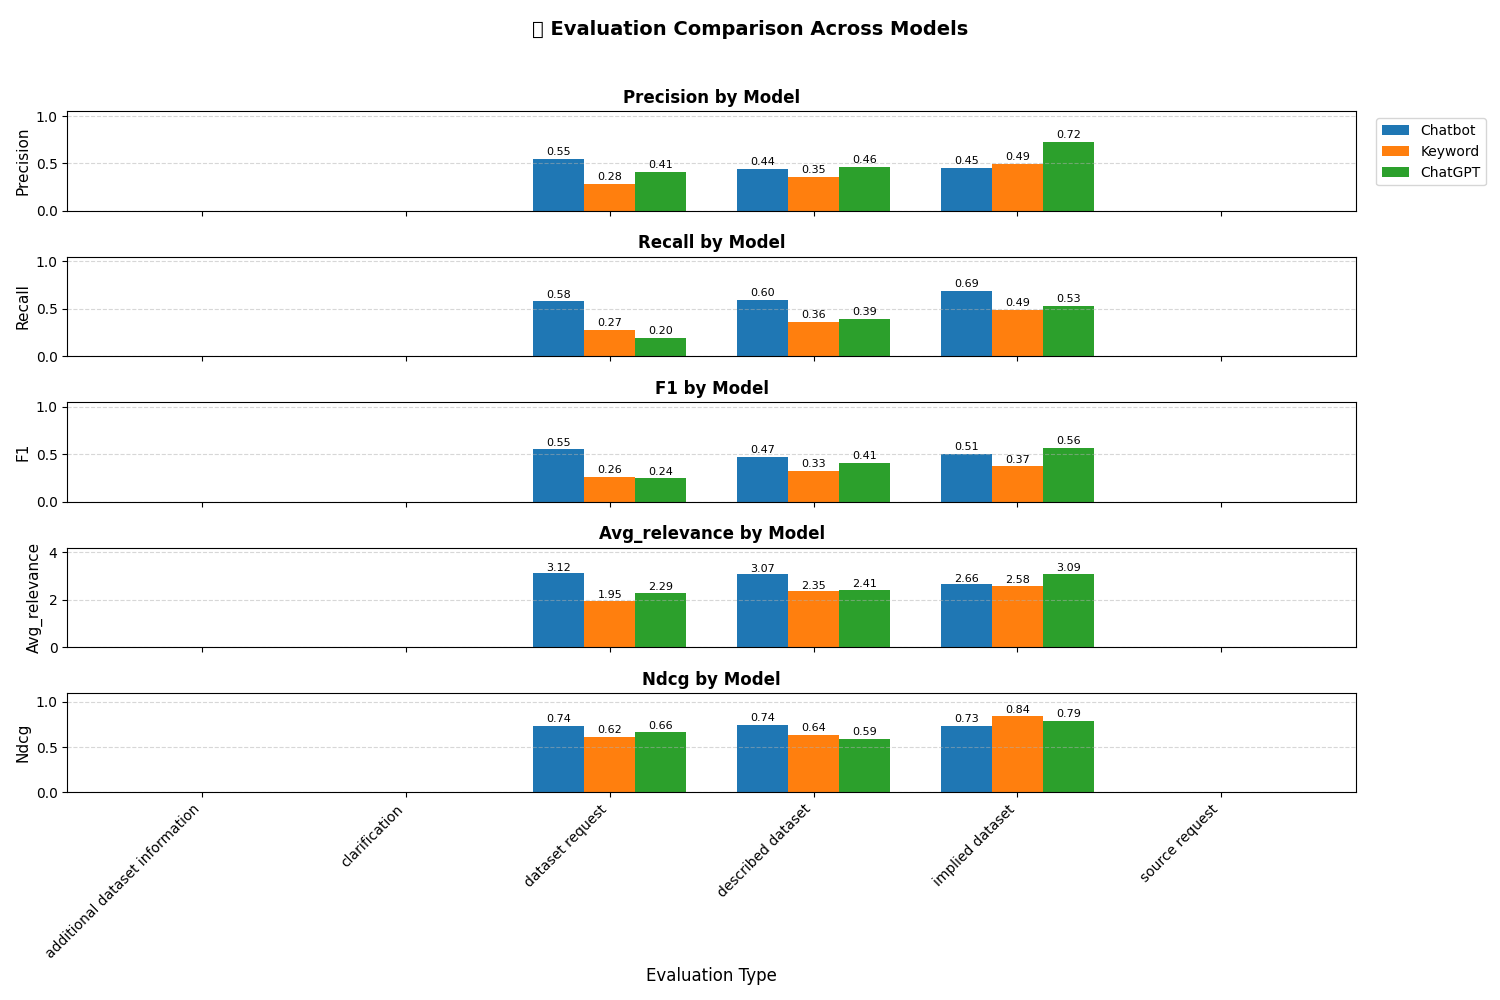 Evaluation Comparison Across Models
Precision by Model
Precision
1.0
0.5
0.0
0.55
0.28
0.41
0.44
0.35
0.46
0.45
0.49
0.72
Chatbot
Keyword
ChatGPT
Recall by Model
Recall
1.0
0.5
0.0
0.58
0.27
0.20
0.60
0.36
0.39
0.69
0.49
0.53
F1 by Model
F1
1.0
0.5
0.0
0.55
0.26
0.24
0.47
0.33
0.41
0.51
0.37
0.56
Avg_relevance by Model
Avg_relevance
4
2
0
3.12
1.95
2.29
3.07
2.35
2.41
2.66
2.58
3.09
Ndcg by Model
Ndcg
1.0
0.5
0.0
0.74
0.62
0.66
0.74
0.64
0.59
0.73
0.84
0.79
additional dataset information
clarification
dataset request
described dataset
implied dataset
source request
Evaluation Type